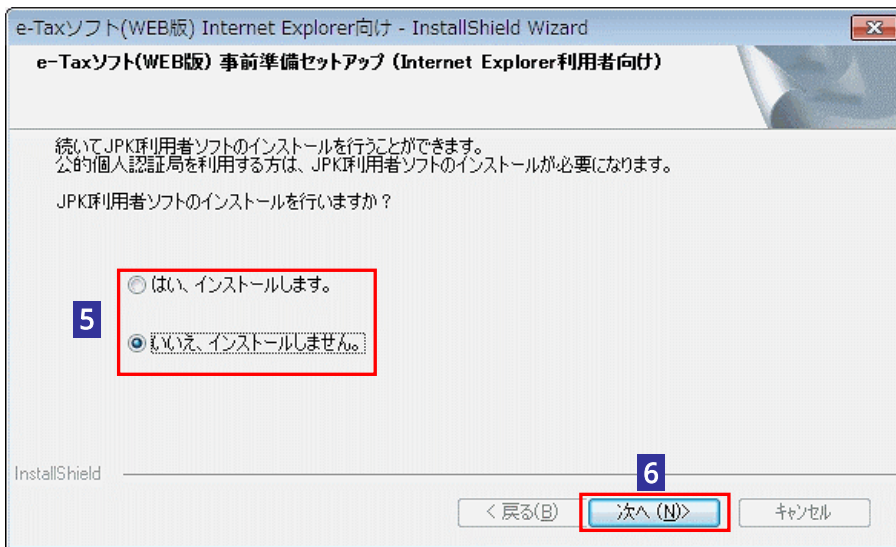 e-Taxソフト(WEB版) Internet Explorer向け - InstallShield Wizard
e-Taxソフト(WEB版) 事前準備セットアップ (Internet Explorer利用者向け)
続いてJPKI利用者ソフトのインストールを行うことができます。
公的個人認証局を利用する方は、JPKI利用者ソフトのインストールが必要になります。
JPKI利用者ソフトのインストールを行いますか？
はい、インストールします。
5
いいえ、インストールしません。
InstallShield
6
< 戻る(B)
次へ (N)>
キャンセル